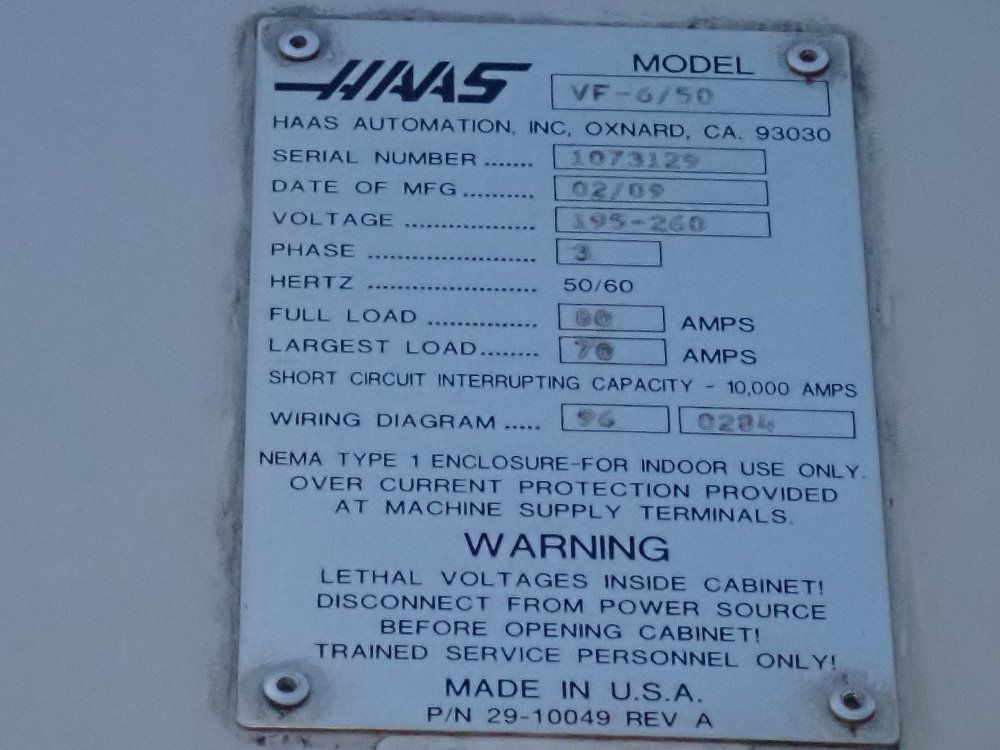 HAAS
MODEL
VF-6/50
HAAS AUTOMATION, INC, OXNARD, CA. 93030
SERIAL NUMBER ....... 1073129
DATE OF MFG .......... 02/09
VOLTAGE ................... 195-260
PHASE ........................ 3
HERTZ ........................ 50/60
FULL LOAD ................ 80 AMPS
LARGEST LOAD ........ 70 AMPS
SHORT CIRCUIT INTERRUPTING CAPACITY - 10,000 AMPS
WIRING DIAGRAM ..... 96 0284
NEMA TYPE 1 ENCLOSURE-FOR INDOOR USE ONLY.
OVER CURRENT PROTECTION PROVIDED
AT MACHINE SUPPLY TERMINALS.
WARNING
LETHAL VOLTAGES INSIDE CABINET!
DISCONNECT FROM POWER SOURCE
BEFORE OPENING CABINET!
TRAINED SERVICE PERSONNEL ONLY!
MADE IN U.S.A.
P/N 29-10049 REV A